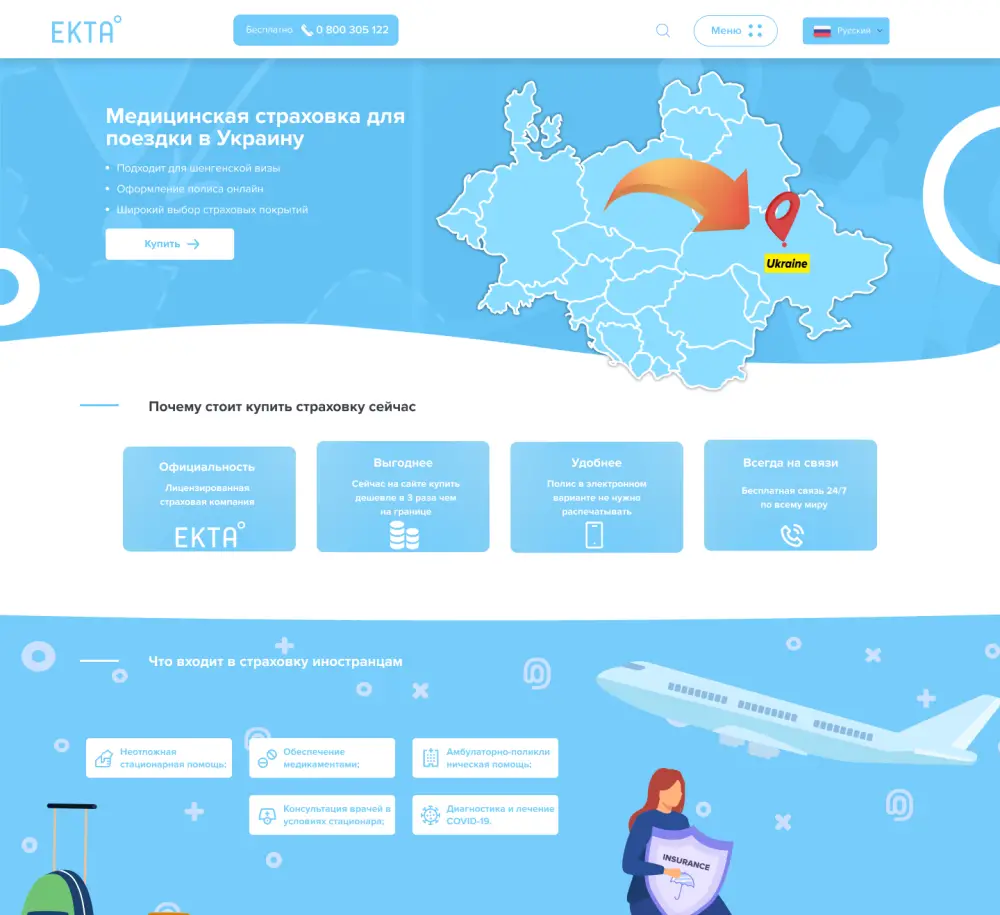 EKTA°
Бесплатно 0 800 305 122
Меню
Русский
Медицинская страховка для
поездки в Украину
• Подходит для шенгенской визы
• Оформление полиса онлайн
• Широкий выбор страховых покрытий
Купить
Ukraine
Почему стоит купить страховку сейчас
Официальность
Лицензированная
страховая компания
EKTA°
Выгоднее
Сейчас на сайте купить
дешевле в 3 раза чем
на границе
Удобнее
Полис в электронном
варианте не нужно
распечатывать
Всегда на связи
Бесплатная связь 24/7
по всему миру
Что входит в страховку иностранцам
Неотложная
стационарная помощь;
Обеспечение
медикаментами;
Амбулаторно-поликли
ническая помощь;
Консультация врачей в
условиях стационара;
Диагностика и лечение
COVID-19.
INSURANCE